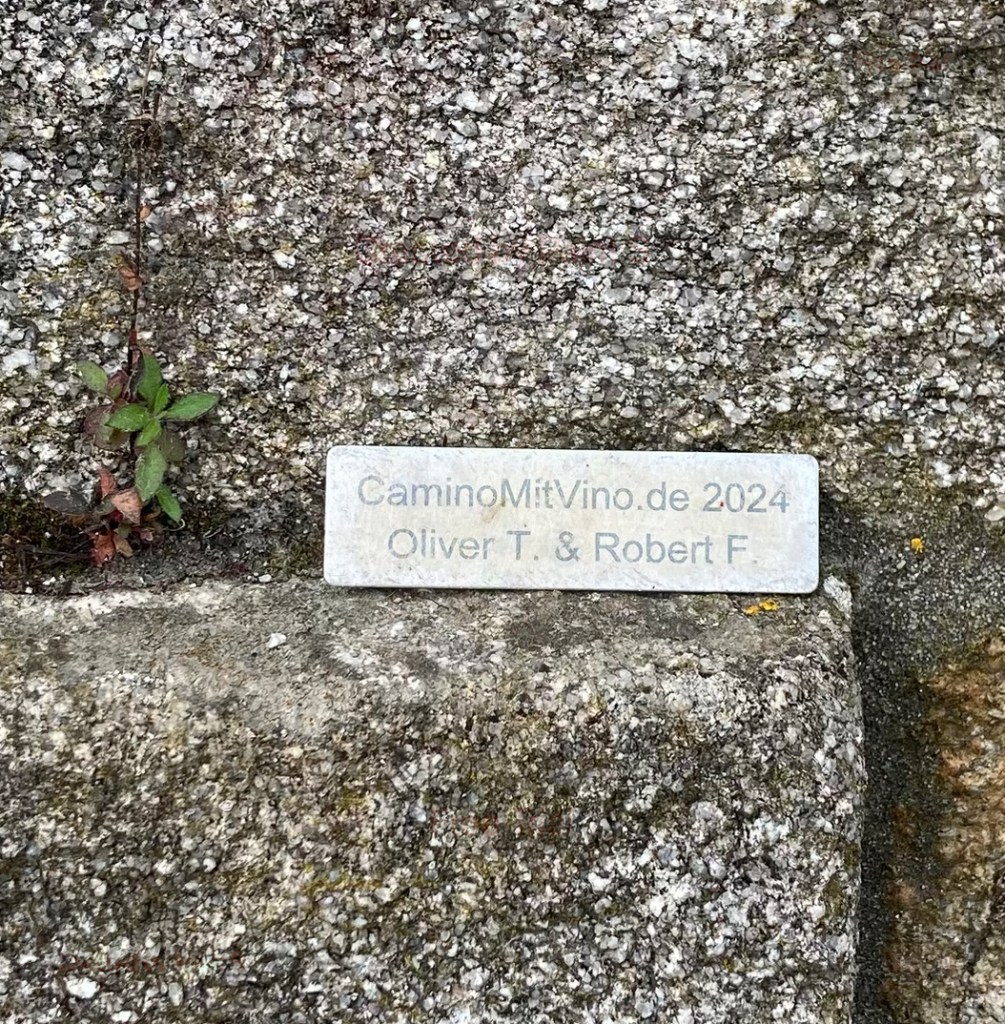 CaminoMitVino.de 2024
Oliver T. & Robert F.